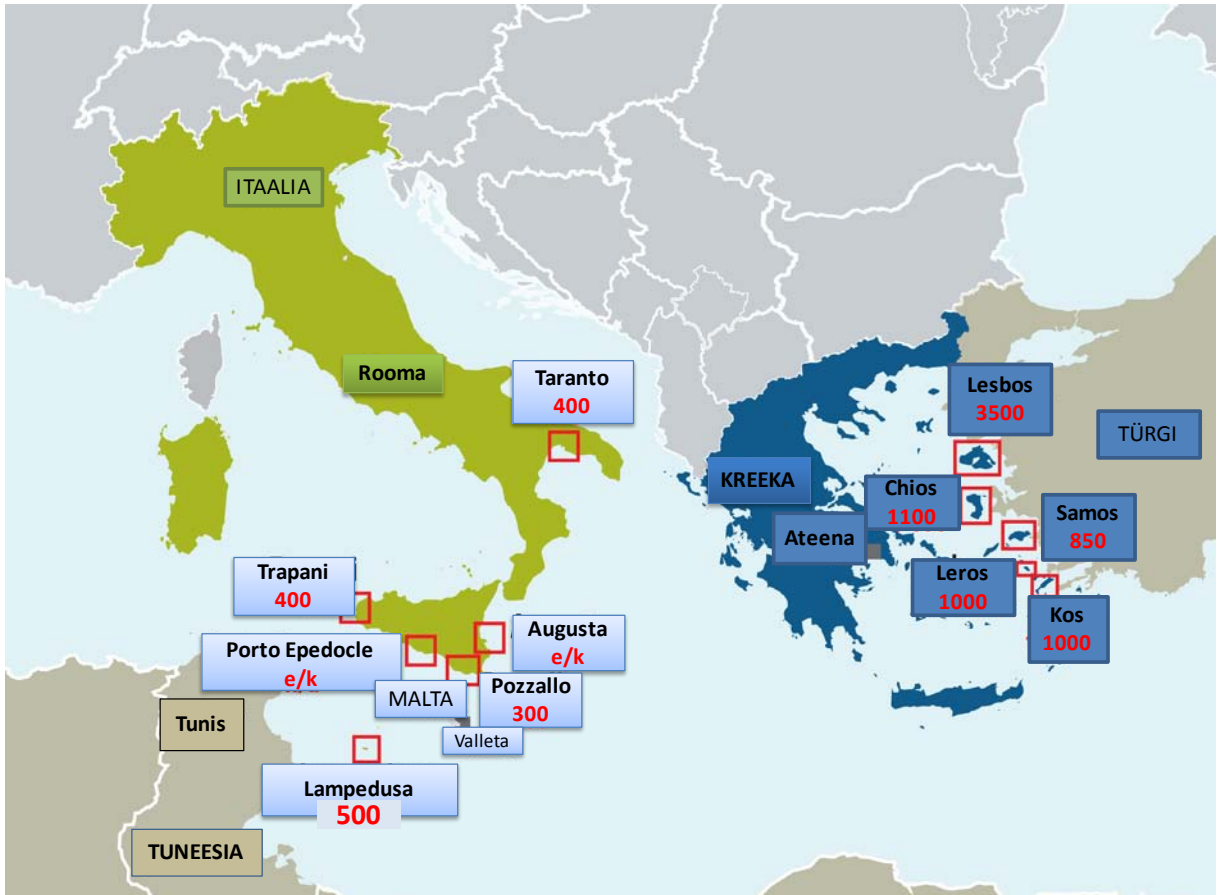 ITAALIA
Rooma
Taranto
400
Lesbos
3500
TÜRGI
KREEKA
Chios
1100
Samos
850
Ateena
Leros
1000
Kos
1000
Trapani
400
Augusta
e/k
Porto Epedocle
e/k
MALTA
Pozzallo
300
Valleta
Tunis
Lampedusa
500
TUNEESIA